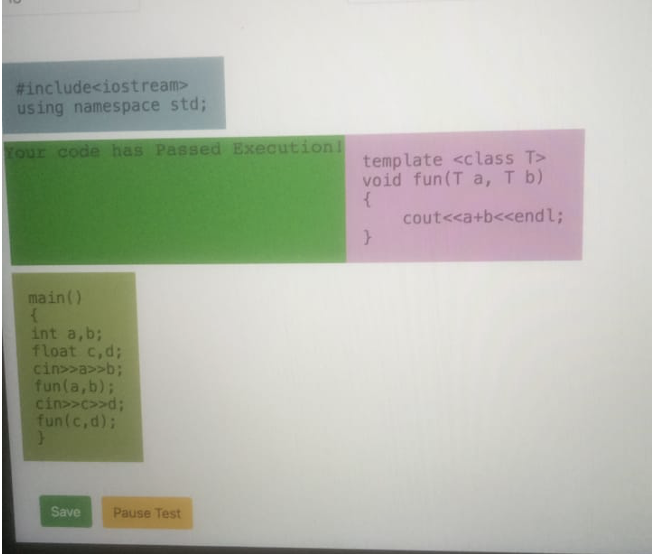 #include<iostream>
using namespace std;
Your code has Passed Execution!
template <class T>
void fun(T a, T b)
{
cout<<a+b<<endl;
}
main()
{
int a,b;
float c,d;
cin>>a>>b;
fun(a,b);
cin>>c>>d;
fun(c,d);
}
Save
Pause Test